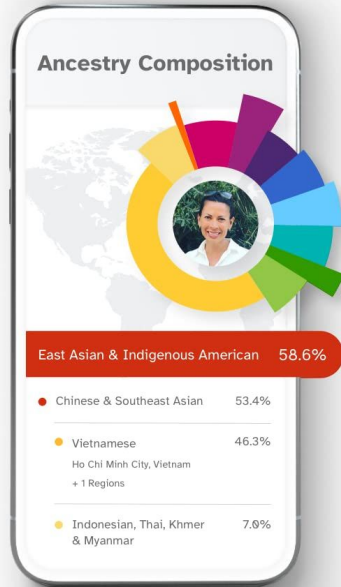 Ancestry Composition
East Asian & Indigenous American 58.6%
Chinese & Southeast Asian 53.4%
Vietnamese 46.3%
Ho Chi Minh City, Vietnam
+ 1 Regions
Indonesian, Thai, Khmer 7.0%
& Myanmar